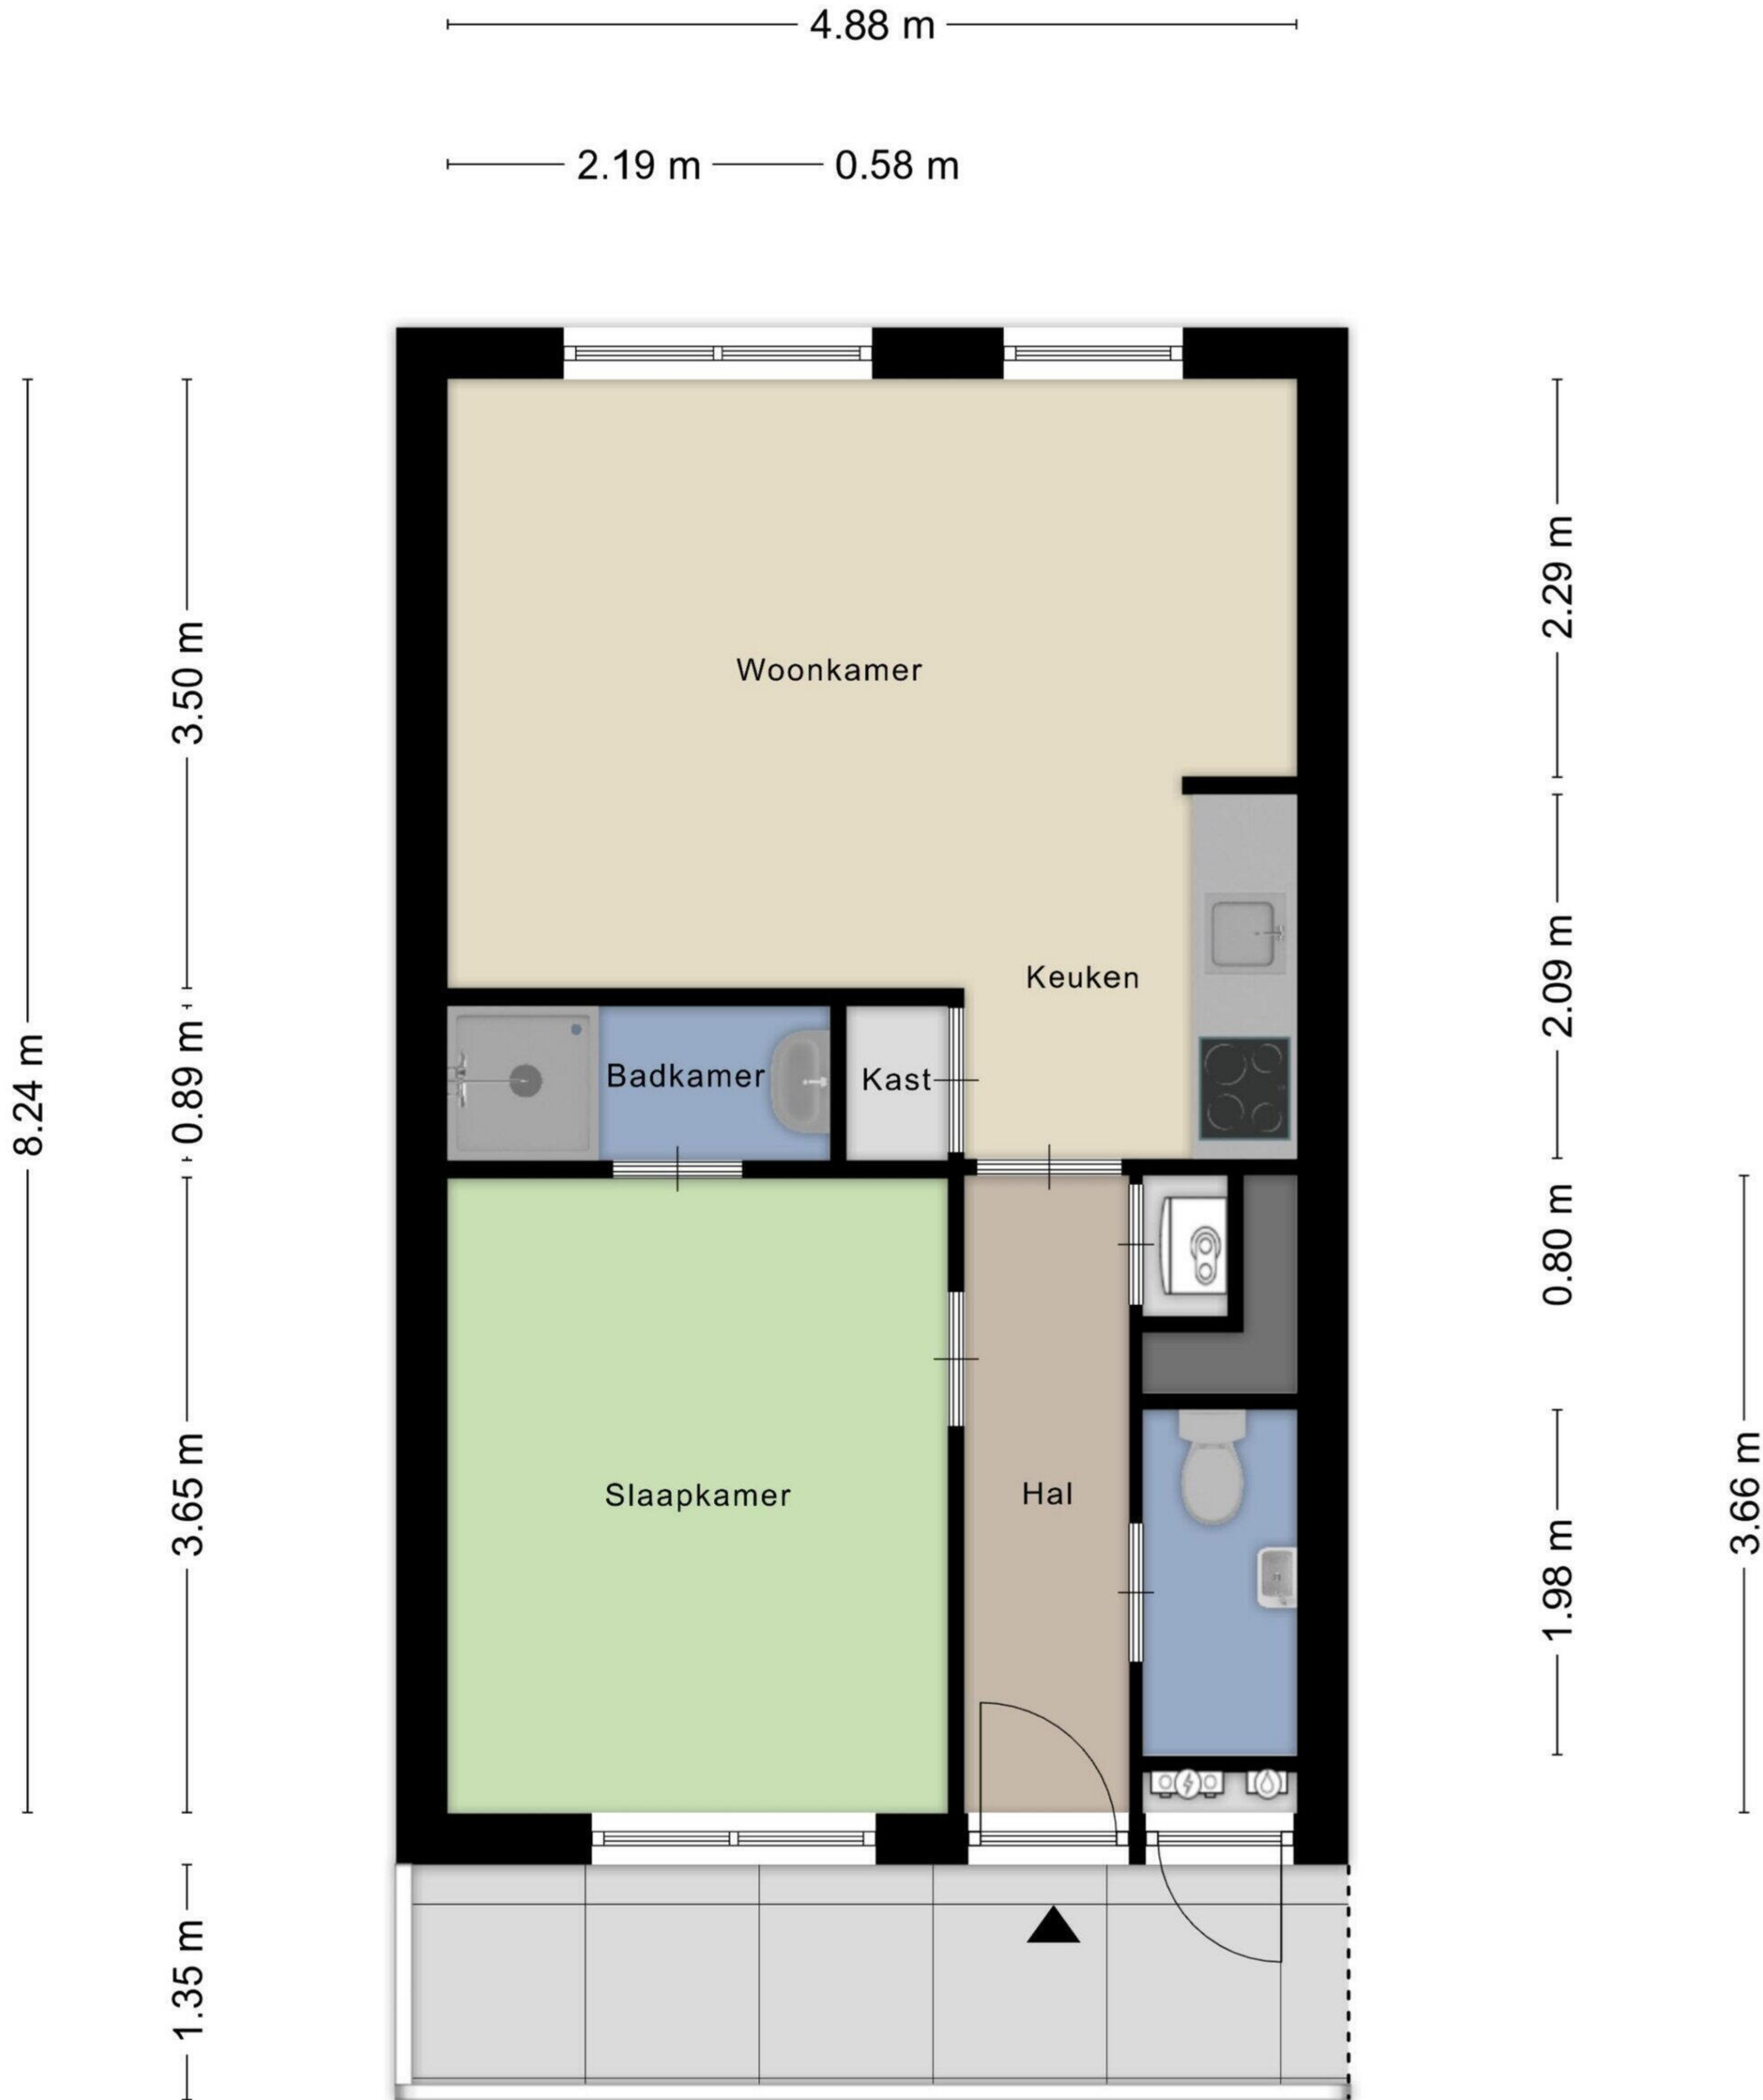 4.88 m
2.19 m
0.58 m
3.50 m
2.29 m
Woonkamer
Keuken
2.09 m
8.24 m
0.89 m
Badkamer
Kast
0.80 m
3.65 m
Slaapkamer
Hal
3.66 m
1.98 m
1.35 m